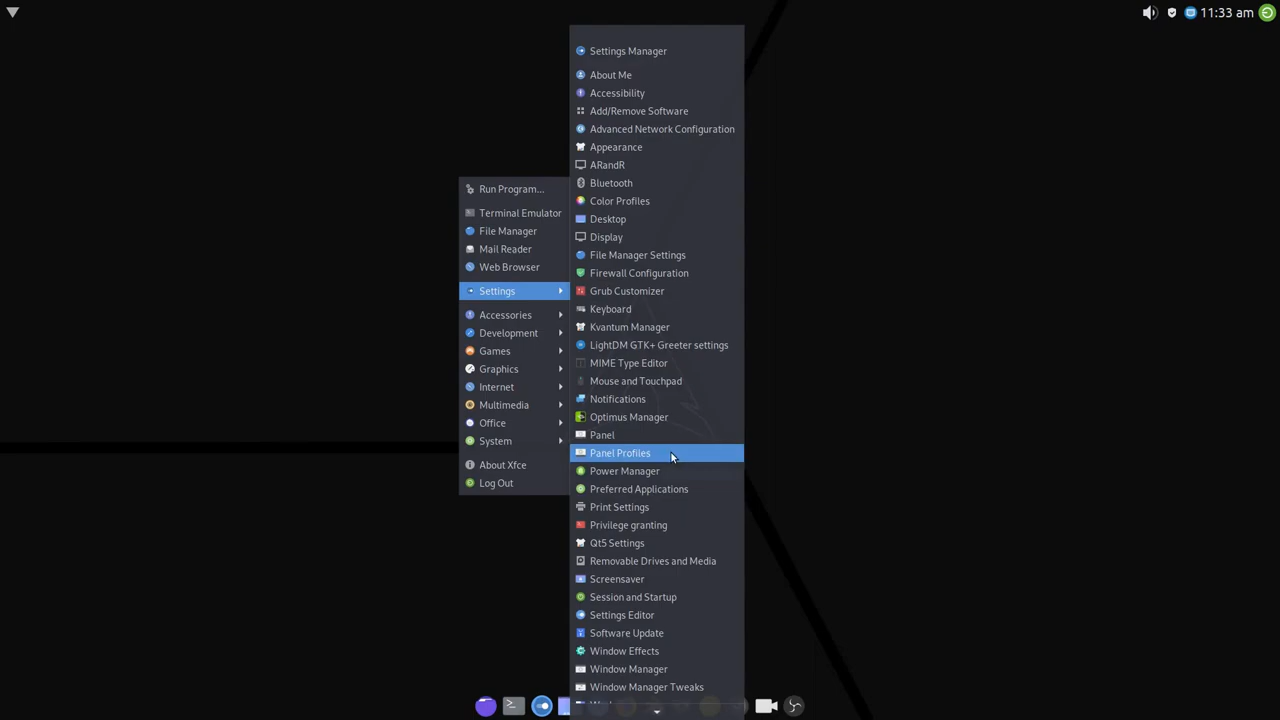 11:33 am
Run Program...
Terminal Emulator
File Manager
Mail Reader
Web Browser
Settings
Accessories
Development
Games
Graphics
Internet
Multimedia
Office
System
About Xfce
Log Out
Settings Manager
About Me
Accessibility
Add/Remove Software
Advanced Network Configuration
Appearance
ARandR
Bluetooth
Color Profiles
Desktop
Display
File Manager Settings
Firewall Configuration
Grub Customizer
Keyboard
Kvantum Manager
LightDM GTK+ Greeter settings
MIME Type Editor
Mouse and Touchpad
Notifications
Optimus Manager
Panel
Panel Profiles
Power Manager
Preferred Applications
Print Settings
Privilege granting
Qt5 Settings
Removable Drives and Media
Screensaver
Session and Startup
Settings Editor
Software Update
Window Effects
Window Manager
Window Manager Tweaks